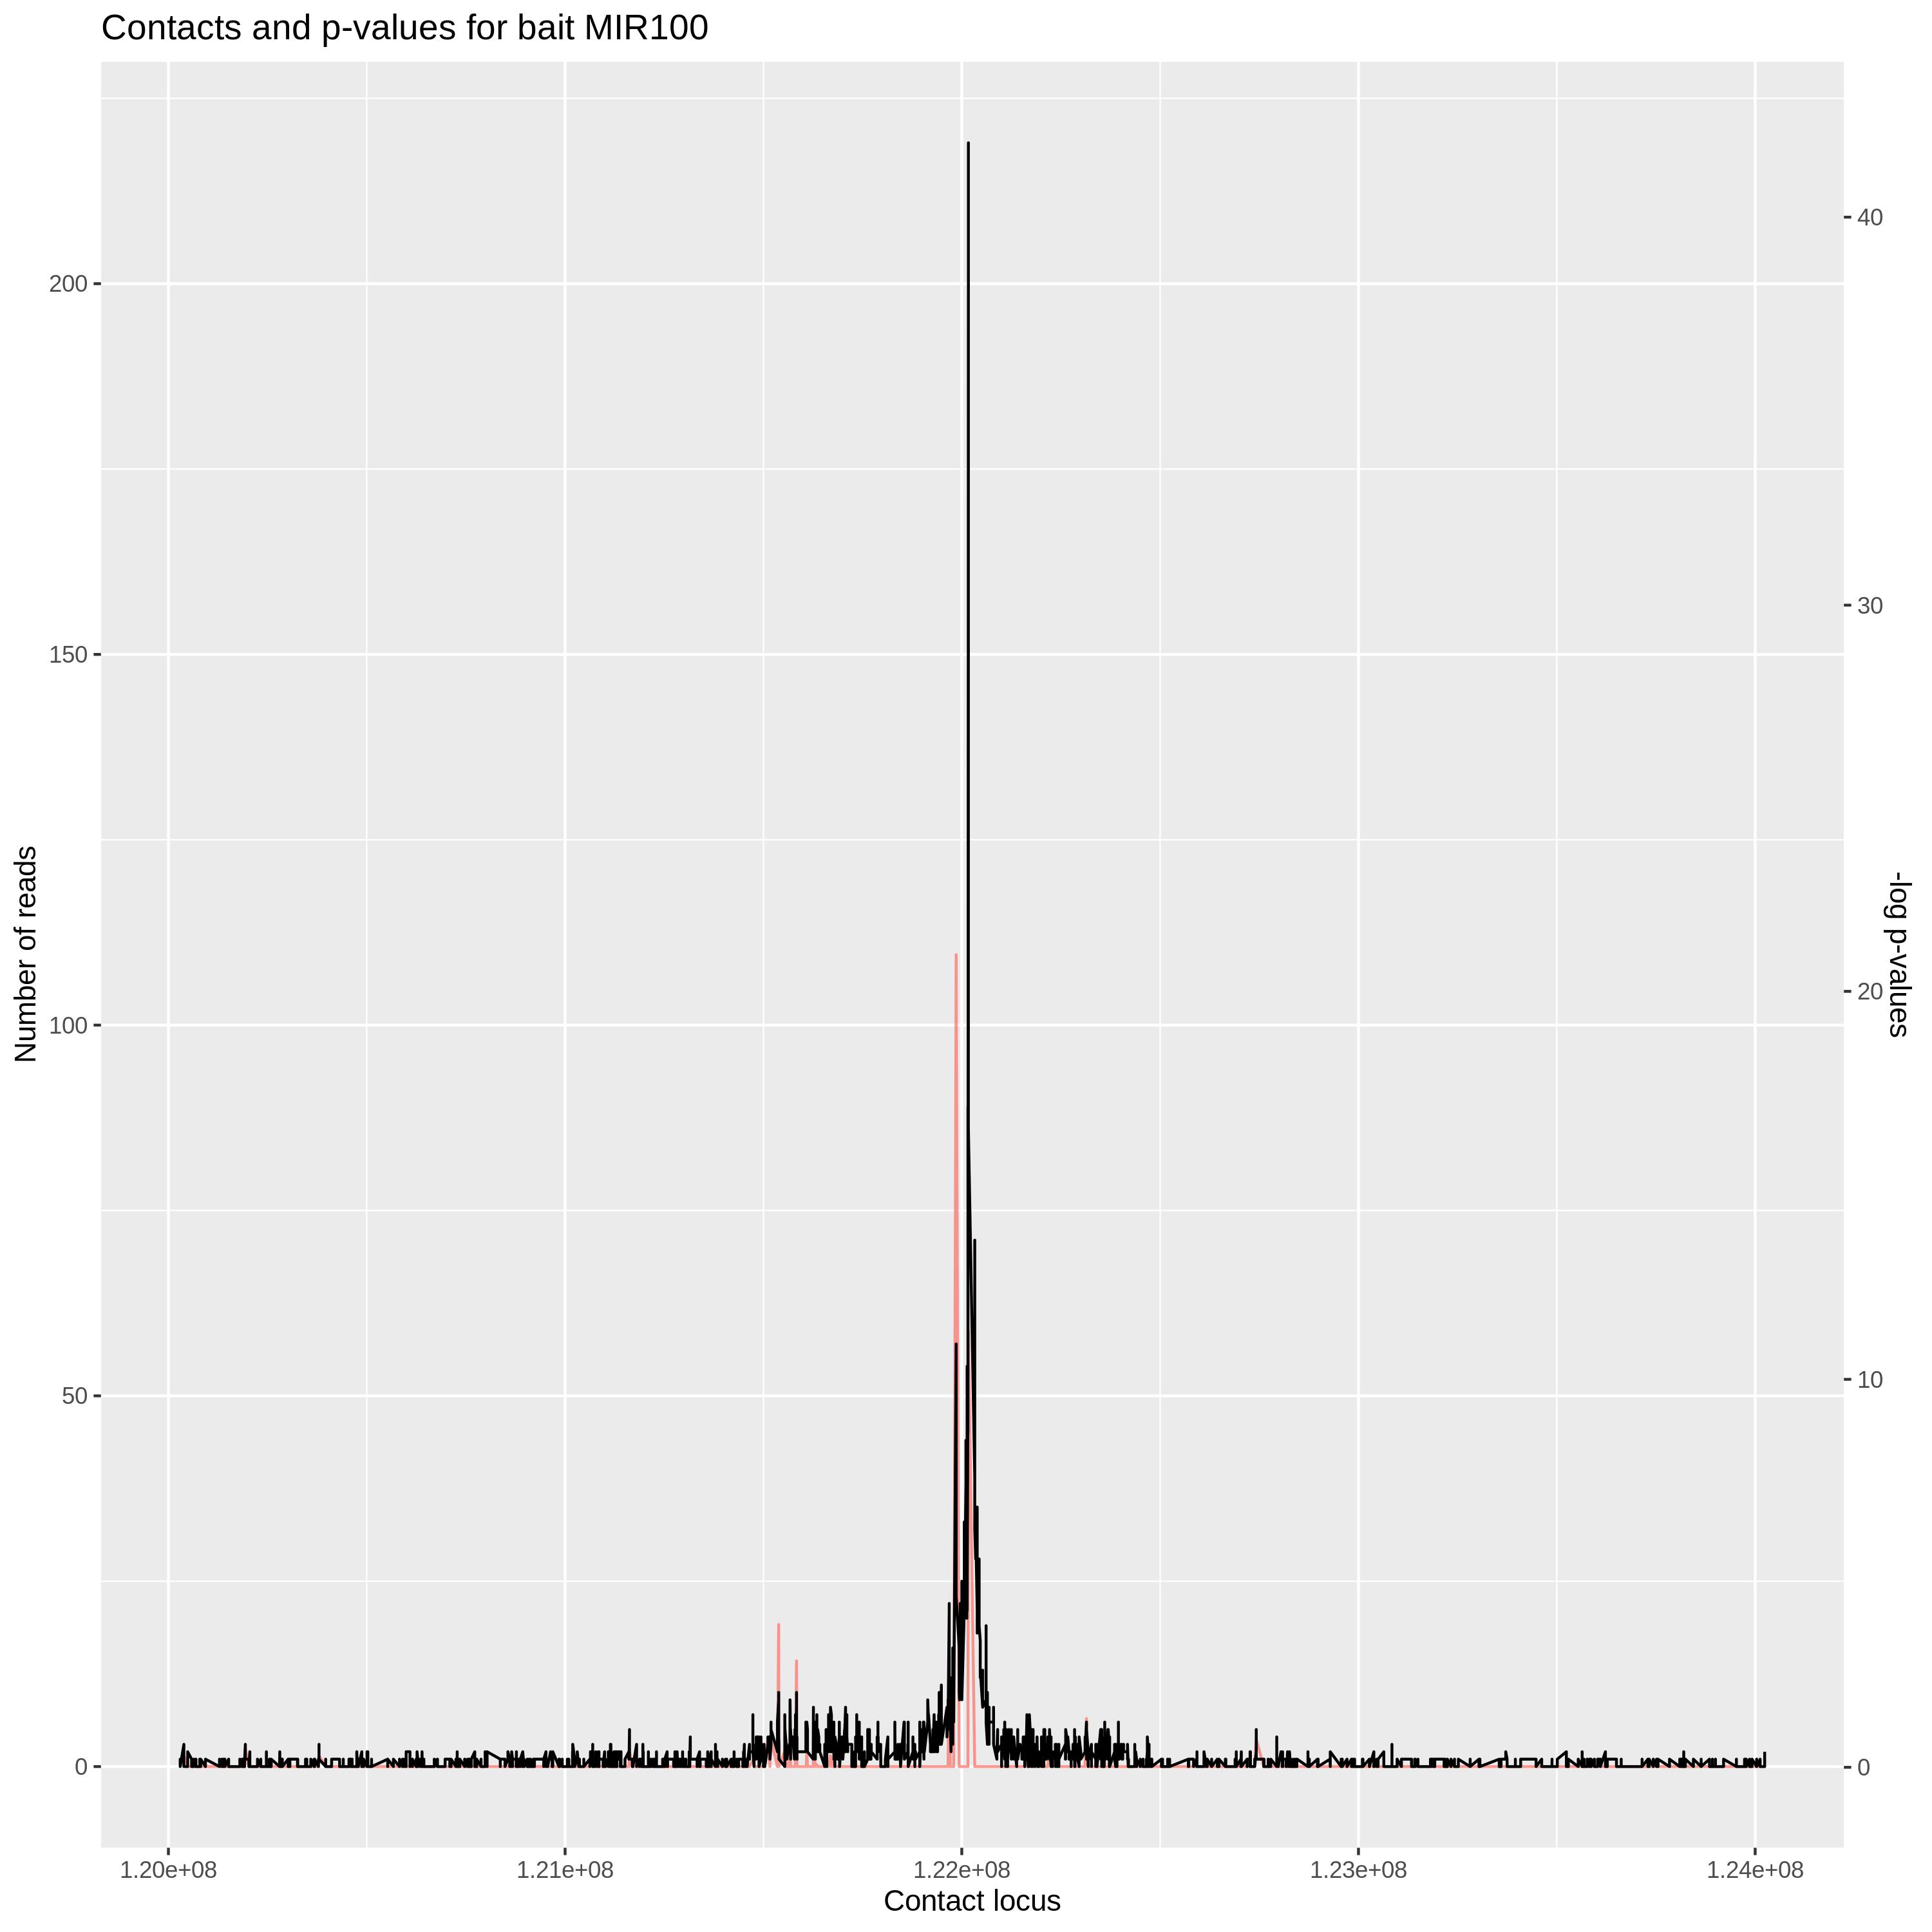 Contacts and p-values for bait MIR100
200
150
100
50
0
Number of reads
40
30
20
10
0
-log p-values
1.20e+08
1.21e+08
1.22e+08
1.23e+08
1.24e+08
Contact locus